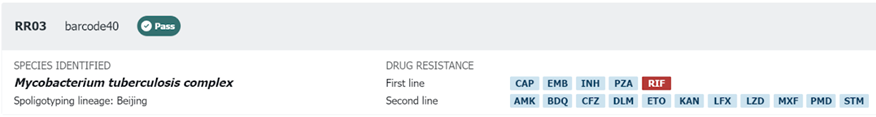 RR03 barcode40 Pass
SPECIES IDENTIFIED DRUG RESISTANCE
Mycobacterium tuberculosis complex First line CAP EMB INH PZA RIF
Spoligotyping lineage: Beijing Second line AMK BDQ CFZ DLM ETO KAN LFX LZD MXF PMD STM